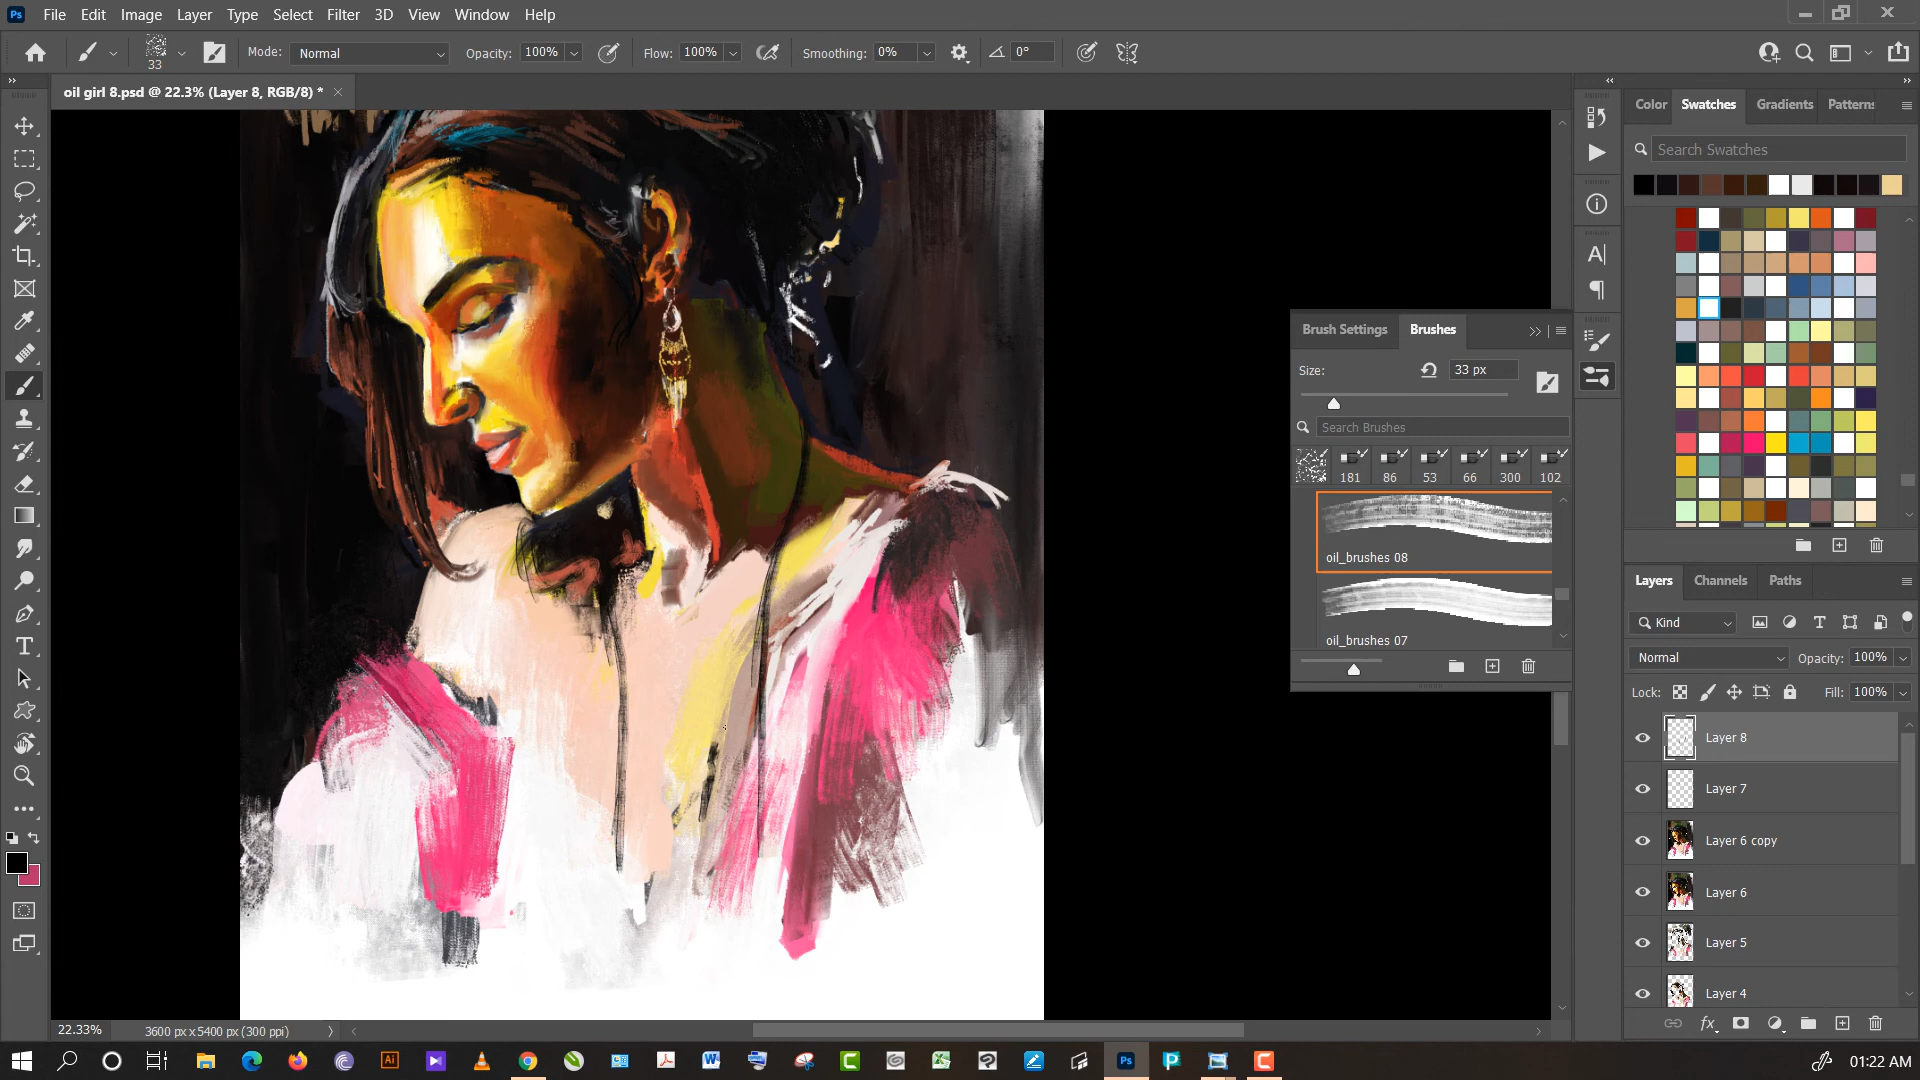 Ps File Edit Image Layer Type Select Filter 3D View Window Help
33 Mode: Normal Opacity: 100% Flow: 100% Smoothing: 0% 0°
oil girl 8.psd @ 22.3% (Layer 8, RGB/8) *
Color Swatches Gradients Patterns
Search Swatches
Brush Settings Brushes
Size: 33 px
Search Brushes
181 86 53 66 300 102
oil_brushes 08
oil_brushes 07
Layers Channels Paths
Kind
Normal Opacity: 100%
Lock: Fill: 100%
Layer 8
Layer 7
Layer 6 copy
Layer 6
Layer 5
Layer 4
fx
22.33% 3600 px x 5400 px (300 ppi)
Ai Ps 01:22 AM